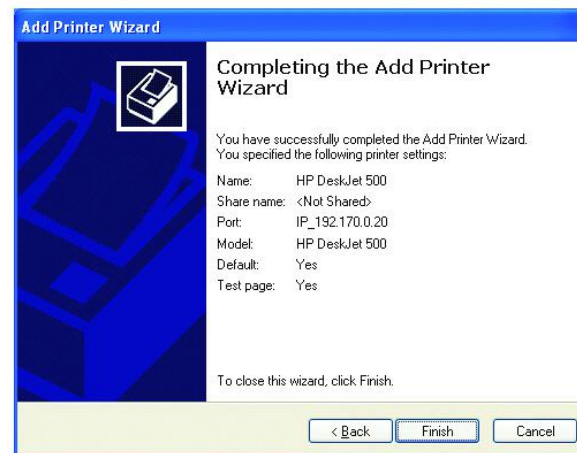 Add Printer Wizard
Completing the Add Printer
Wizard
You have successfully completed the Add Printer Wizard.
You specified the following printer settings:
Name: HP DeskJet 500
Share name: <Not Shared>
Port: IP_192.170.0.20
Model: HP DeskJet 500
Default: Yes
Test page: Yes
To close this wizard, click Finish.
< Back Finish Cancel